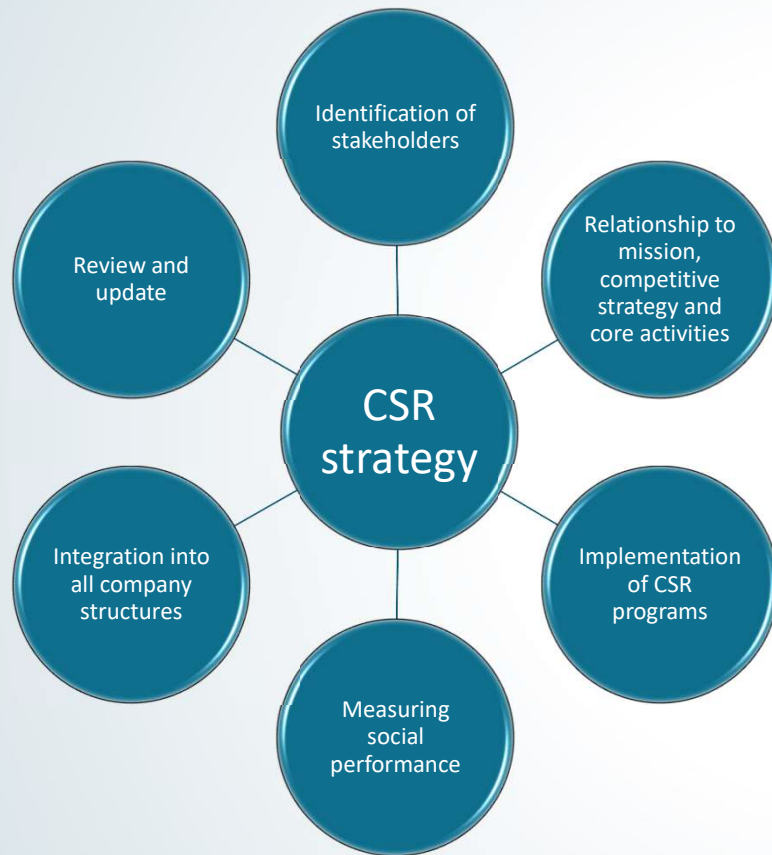 Identification of
stakeholders
Relationship to
mission,
competitive
strategy and
core activities
Implementation
of CSR
programs
Measuring
social
performance
Integration into
all company
structures
Review and
update
CSR
strategy